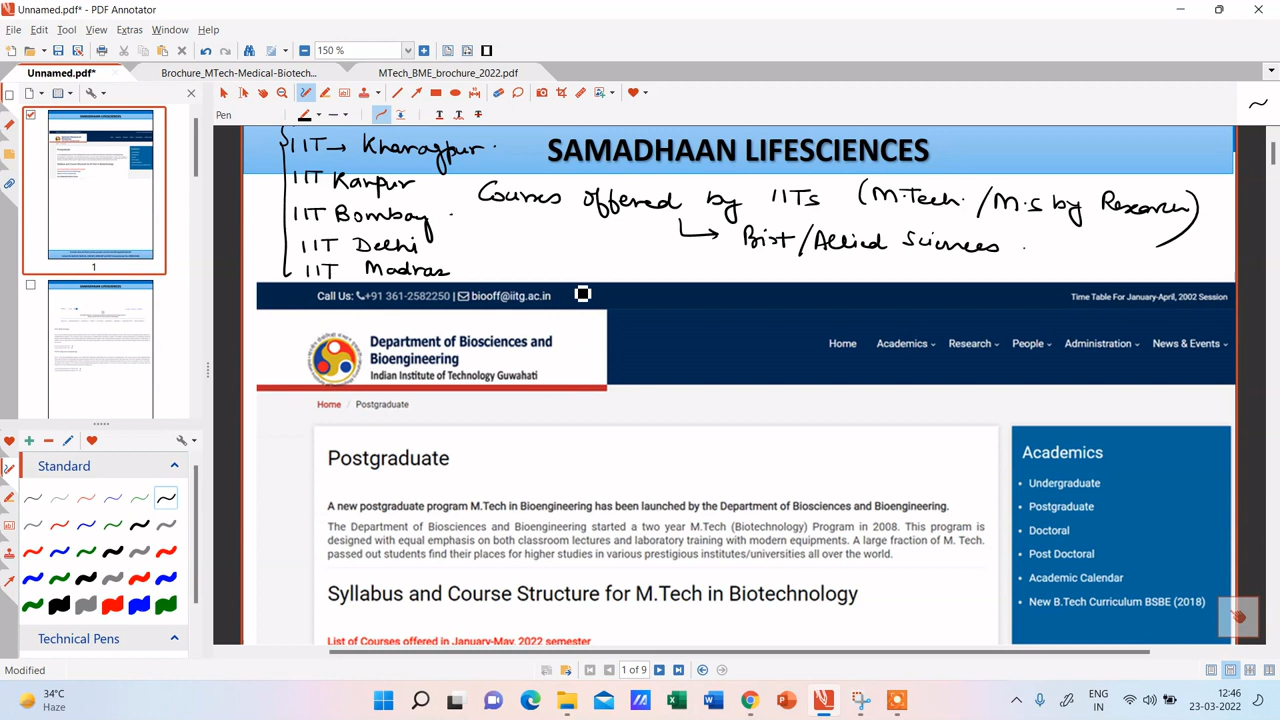 Unnamed.pdf* - PDF Annotator
File Edit Tool View Extras Window Help
150 %
Unnamed.pdf*
Brochure_MTech-Medical-Biotech...
MTech_BME_brochure_2022.pdf
Pen
SAMADHAAN LIFESCIENCES
1
IIT → Kharagpur
IIT Kanpur
IIT Bombay
IIT Delhi
IIT Madras
Courses offered by IITs (M.Tech. / M.S by Research)
Biot/Allied Sciences
Call Us: +91 361-2582250 | biooff@iitg.ac.in
Time Table For January-April, 2002 Session
Department of Biosciences and
Bioengineering
Indian Institute of Technology Guwahati
Home Academics Research People Administration News & Events
Home / Postgraduate
Postgraduate
A new postgraduate program M.Tech in Bioengineering has been launched by the Department of Biosciences and Bioengineering.
The Department of Biosciences and Bioengineering started a two year M.Tech (Biotechnology) Program in 2008. This program is
designed with equal emphasis on both classroom lectures and laboratory training with modern equipments. A large fraction of M. Tech.
passed out students find their places for higher studies in various prestigious institutes/universities all over the world.
Syllabus and Course Structure for M.Tech in Biotechnology
List of Courses offered in January-May, 2022 semester
Academics
Undergraduate
Postgraduate
Doctoral
Post Doctoral
Academic Calendar
New B.Tech Curriculum BSBE (2018)
Standard
Technical Pens
Modified
1 of 9
34°C
Haze
ENG
IN
12:46
23-03-2022